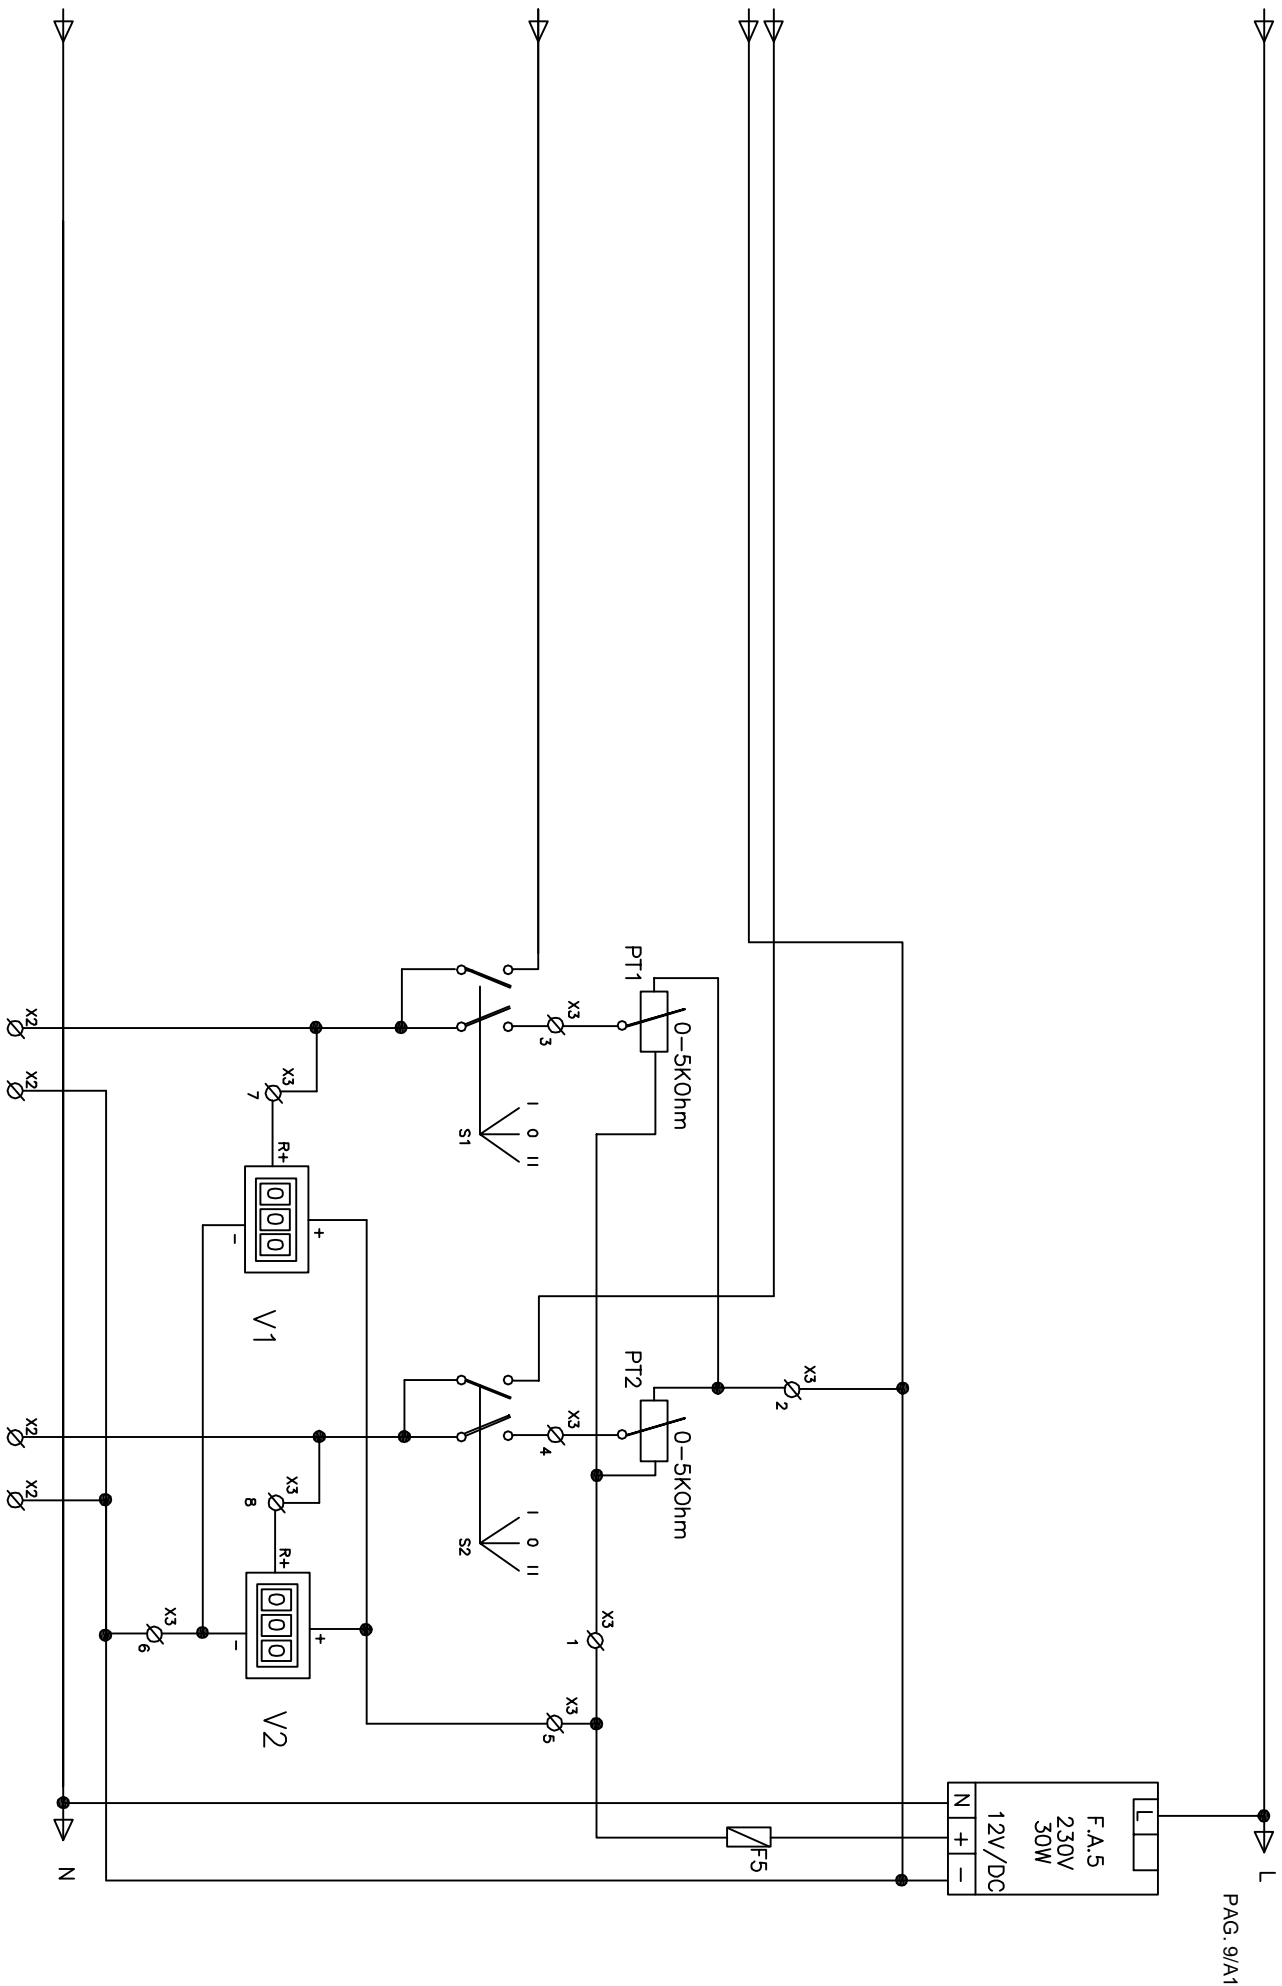 L
PAG. 9/A1
L
F.A.5
230V
30W
12V/DC
N
+
-
F5
X3
2
PT1
0-5KOhm
PT2
0-5KOhm
X3
3
X3
4
X3
1
X3
5
I
0
II
S1
I
0
II
S2
X3
7
R+
000
+
-
V1
X3
8
R+
000
+
-
V2
X3
6
X2
X2
X2
X2
N